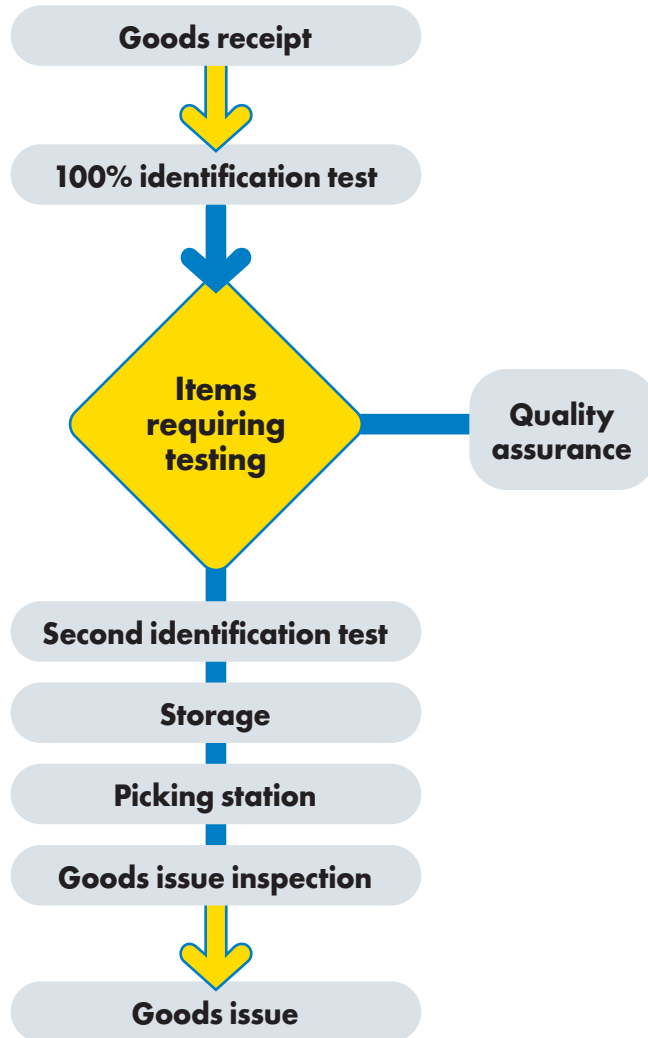 Goods receipt
100% identification test
Items
requiring
testing
Quality
assurance
Second identification test
Storage
Picking station
Goods issue inspection
Goods issue